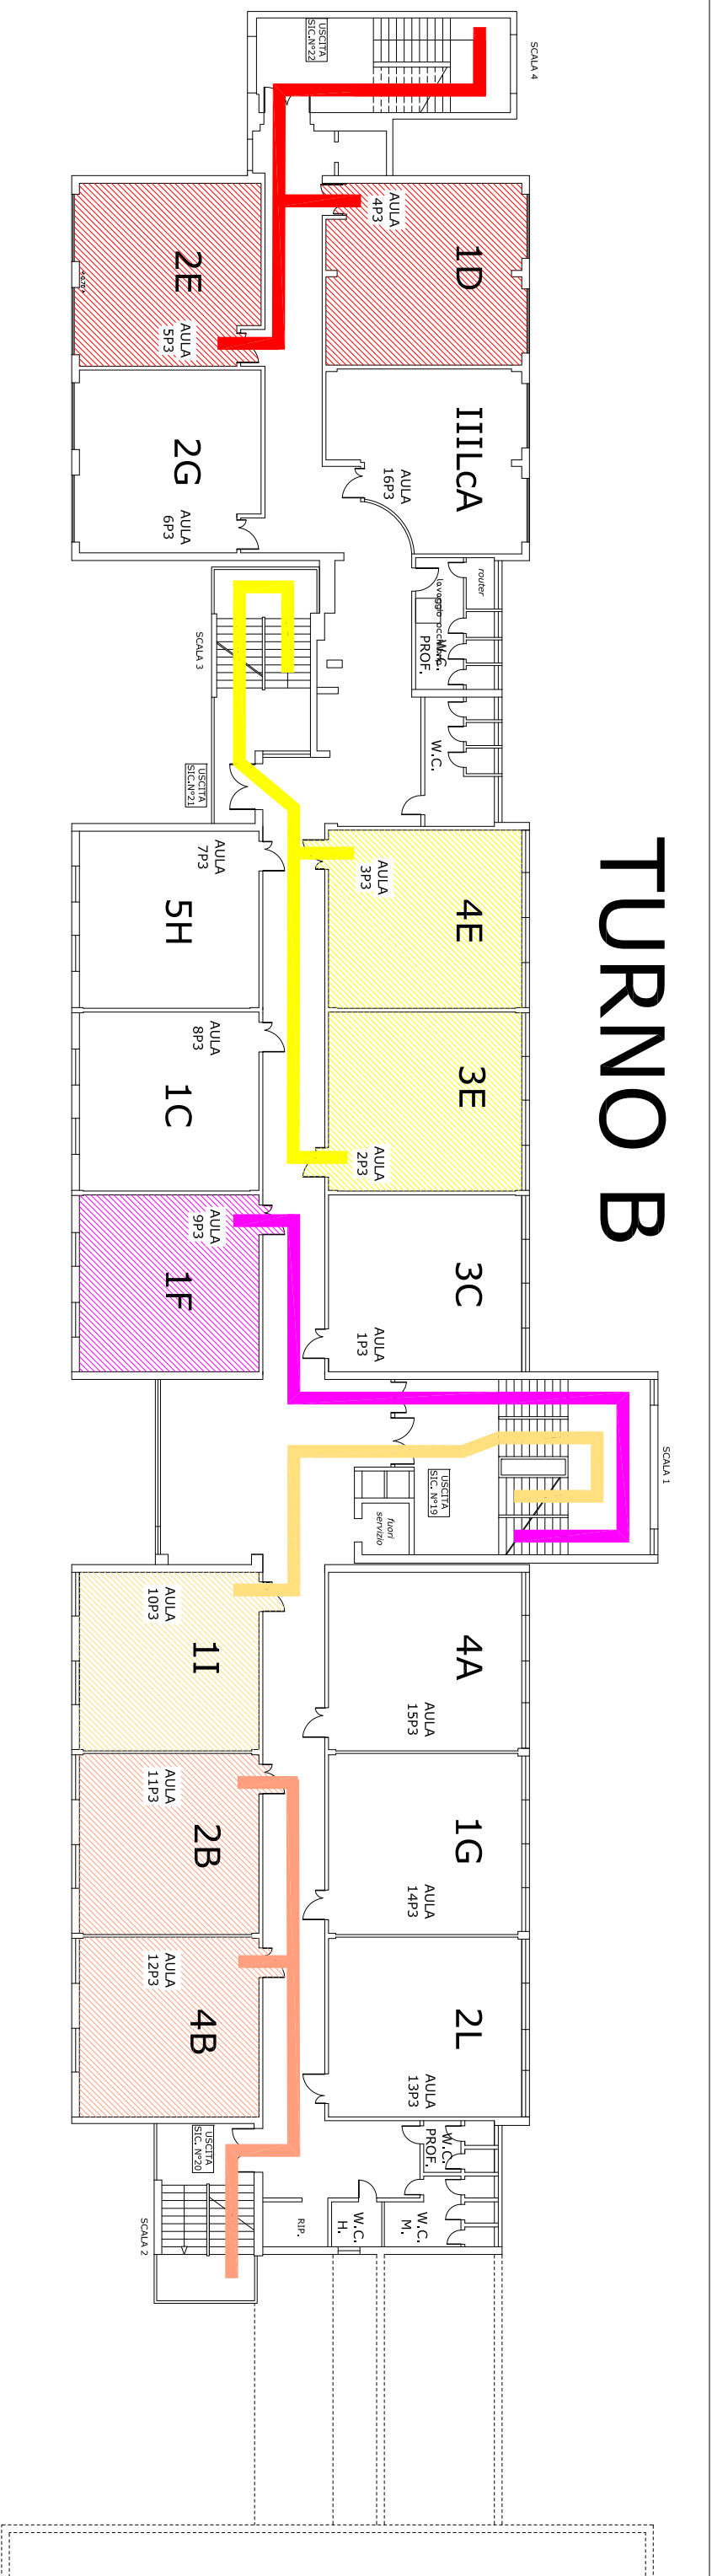 TURNO B
SCALA 4
USCITA
SIC.N°22
1D
AULA
4P3
2E
AULA
5P3
IIILcA
AULA
16P3
2G
AULA
6P3
router
lavaggio occhi
W.C.
PROF.
SCALA 3
W.C.
USCITA
SIC.N°21
AULA
7P3
5H
4E
AULA
3P3
AULA
8P3
1C
3E
AULA
2P3
AULA
9P3
1F
3C
AULA
1P3
SCALA 1
USCITA
SIC. N°19
fuori
servizio
AULA
10P3
1I
4A
AULA
15P3
AULA
11P3
2B
1G
AULA
14P3
AULA
12P3
4B
2L
AULA
13P3
USCITA
SIC. N°20
W.C.
PROF.
SCALA 2
RIP.
W.C.
H.
W.C.
M.